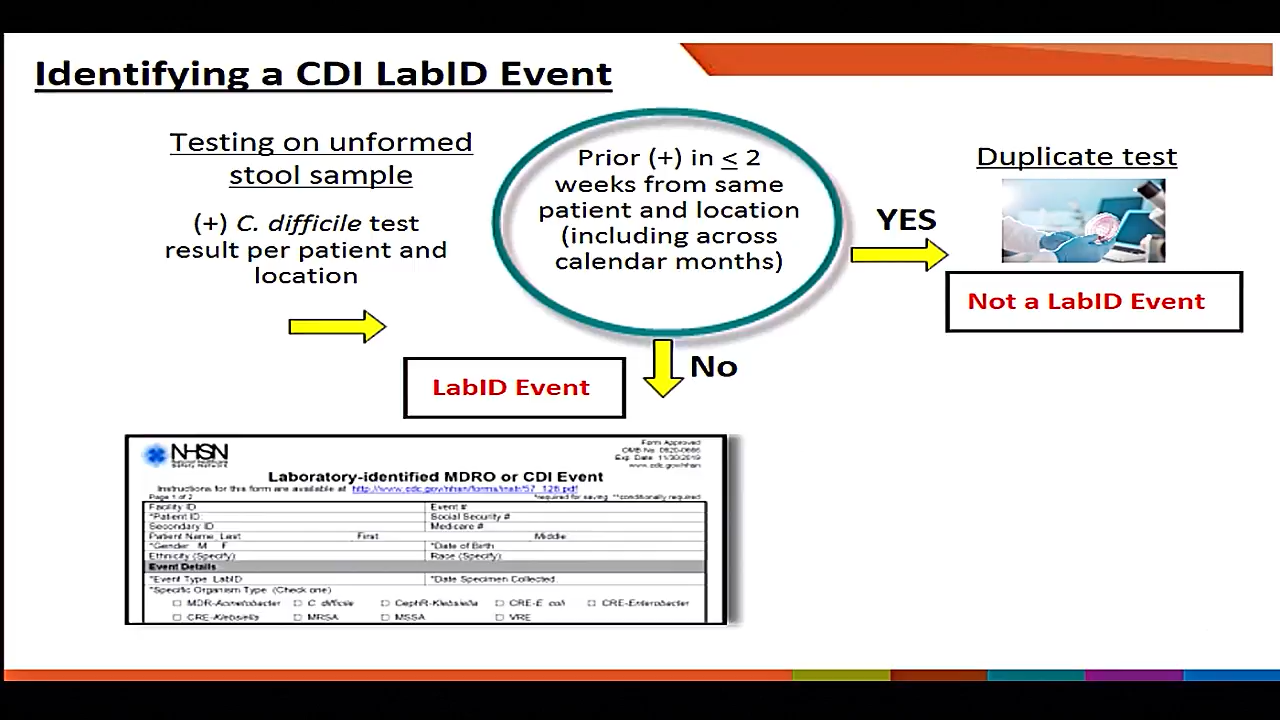 Identifying a CDI LabID Event
Testing on unformed
stool sample
(+) C. difficile test
result per patient and
location
Prior (+) in ≤ 2
weeks from same
patient and location
(including across
calendar months)
YES
Duplicate test
Not a LabID Event
No
LabID Event
NHSN
National Healthcare
Safety Network
Form Approved
OMB No. 0920-0666
Exp. Date: 11/30/2019
www.cdc.gov/nhsn
Laboratory-identified MDRO or CDI Event
Instructions for this form are available at: http://www.cdc.gov/nhsn/forms/instr/57_128.pdf
Page 1 of 2
*required for saving **conditionally required
Facility ID
Event #
*Patient ID
Social Security #
Secondary ID
Medicare #
Patient Name, Last
First
Middle
*Gender M F
*Date of Birth
Ethnicity (Specify)
Race (Specify)
Event Details
*Event Type LabID
*Date Specimen Collected
*Specific Organism Type (Check one)
□ MDR-Acinetobacter □ C. difficile □ CephR-Klebsiella □ CRE-E. coli □ CRE-Enterobacter
□ CRE-Klebsiella □ MRSA □ MSSA □ VRE